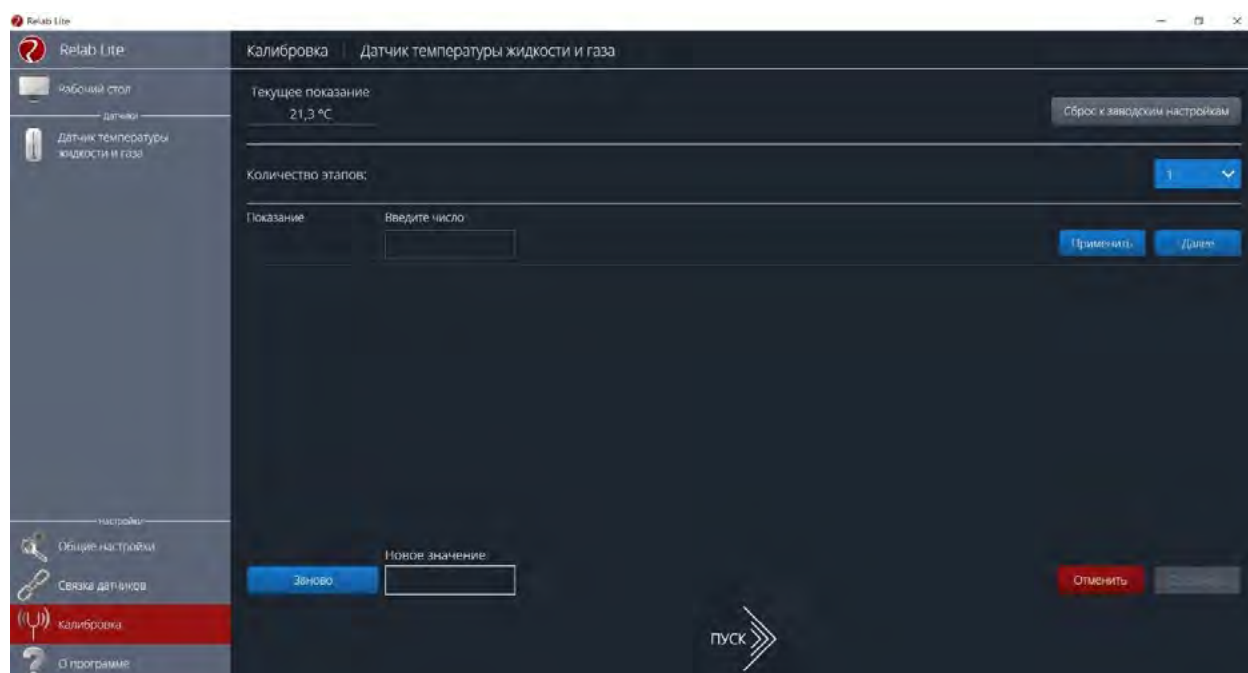 Relab Lite
Relab Lite
Калибровка
Датчик температуры жидкости и газа
Рабочий стол
Текущее показание
21,3 °C
Сброс к заводским настройкам
датчики
Датчик температуры
жидкости и газа
Количество этапов:
1
Показание
Введите число
Применить
Далее
настройки
Общие настройки
Новое значение
Связка датчиков
Заново
Отменить
Калибровка
ПУСК
О программе